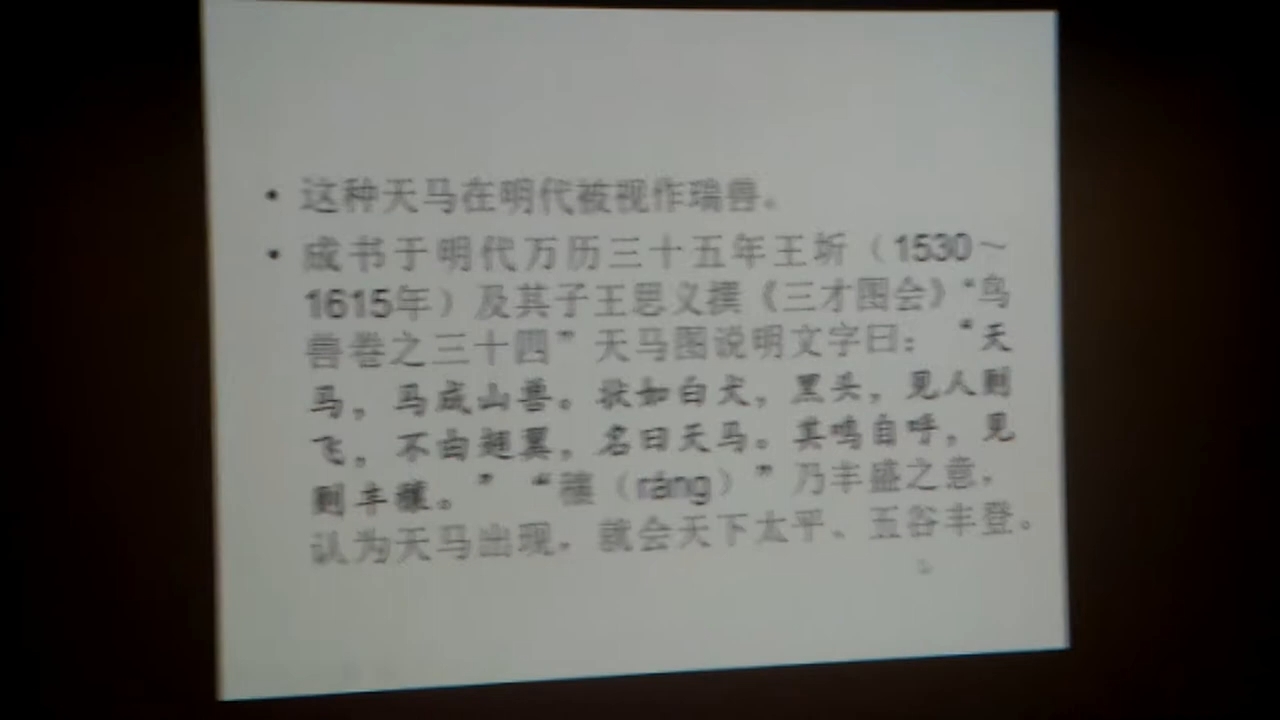 • 这种天马在明代被视作瑞兽。
• 成书于明代万历三十五年王圻（1530～
1615年）及其子王思义撰《三才图会》“鸟
兽卷之三十四”天马图说明文字曰：“天
马，马成山兽。状如白犬，黑头，见人则
飞，不由翅翼，名曰天马。其鸣自呼，见
则丰穰。”“穰（ráng）”乃丰盛之意，
认为天马出现，就会天下太平、五谷丰登。